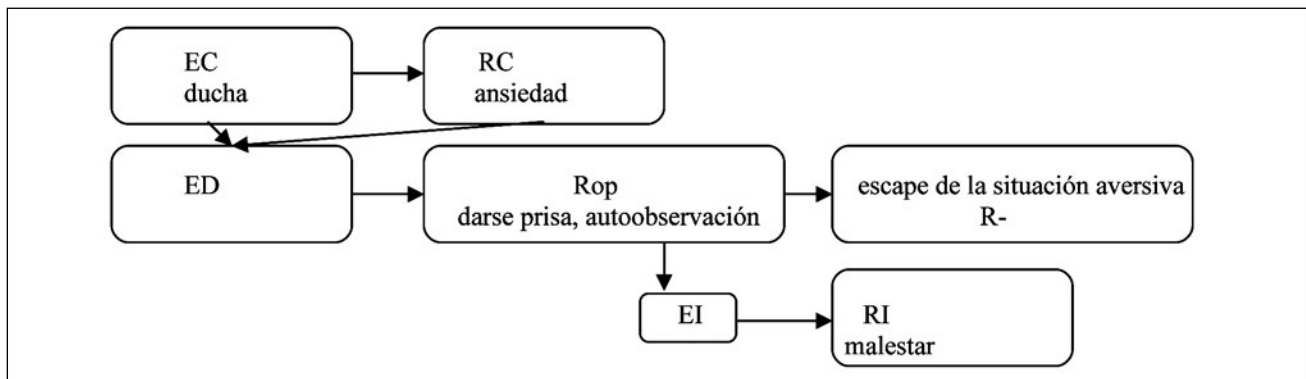 EC
ducha
RC
ansiedad
ED
Rop
darse prisa, autoobservación
escape de la situación aversiva
R-
EI
RI
malestar